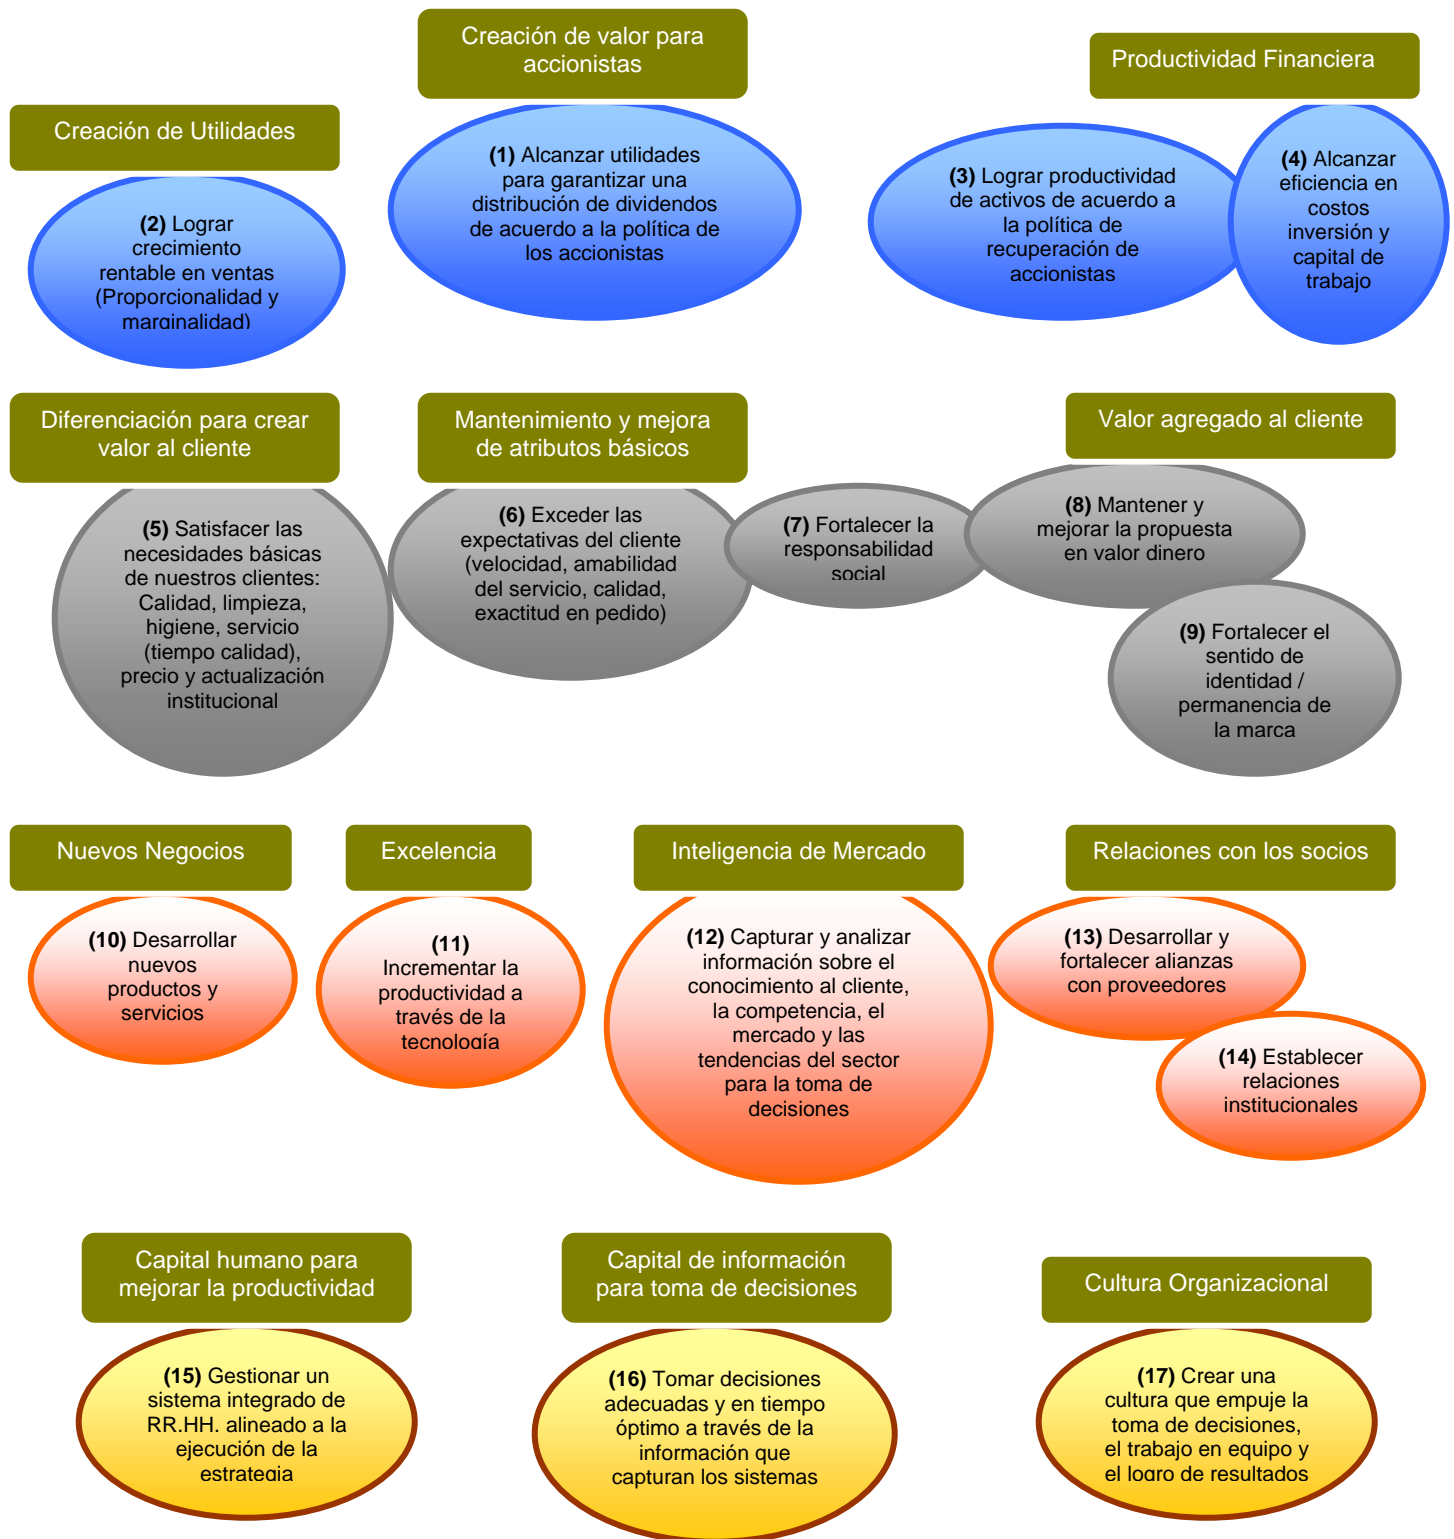 Creación de valor para
accionistas
Productividad Financiera
Creación de Utilidades
(1) Alcanzar utilidades
para garantizar una
distribución de dividendos
de acuerdo a la política de
los accionistas
(2) Lograr
crecimiento
rentable en ventas
(Proporcionalidad y
marginalidad)
(3) Lograr productividad
de activos de acuerdo a
la política de
recuperación de
accionistas
(4) Alcanzar
eficiencia en
costos
inversión y
capital de
trabajo
Diferenciación para crear
valor al cliente
Mantenimiento y mejora
de atributos básicos
Valor agregado al cliente
(5) Satisfacer las
necesidades básicas
de nuestros clientes:
Calidad, limpieza,
higiene, servicio
(tiempo calidad),
precio y actualización
institucional
(6) Exceder las
expectativas del cliente
(velocidad, amabilidad
del servicio, calidad,
exactitud en pedido)
(7) Fortalecer la
responsabilidad
social
(8) Mantener y
mejorar la propuesta
en valor dinero
(9) Fortalecer el
sentido de
identidad /
permanencia de
la marca
Nuevos Negocios
Excelencia
Inteligencia de Mercado
Relaciones con los socios
(10) Desarrollar
nuevos
productos y
servicios
(11)
Incrementar la
productividad a
través de la
tecnología
(12) Capturar y analizar
información sobre el
conocimiento al cliente,
la competencia, el
mercado y las
tendencias del sector
para la toma de
decisiones
(13) Desarrollar y
fortalecer alianzas
con proveedores
(14) Establecer
relaciones
institucionales
Capital humano para
mejorar la productividad
Capital de información
para toma de decisiones
Cultura Organizacional
(15) Gestionar un
sistema integrado de
RR.HH. alineado a la
ejecución de la
estrategia
(16) Tomar decisiones
adecuadas y en tiempo
óptimo a través de la
información que
capturan los sistemas
(17) Crear una
cultura que empuje la
toma de decisiones,
el trabajo en equipo y
el logro de resultados